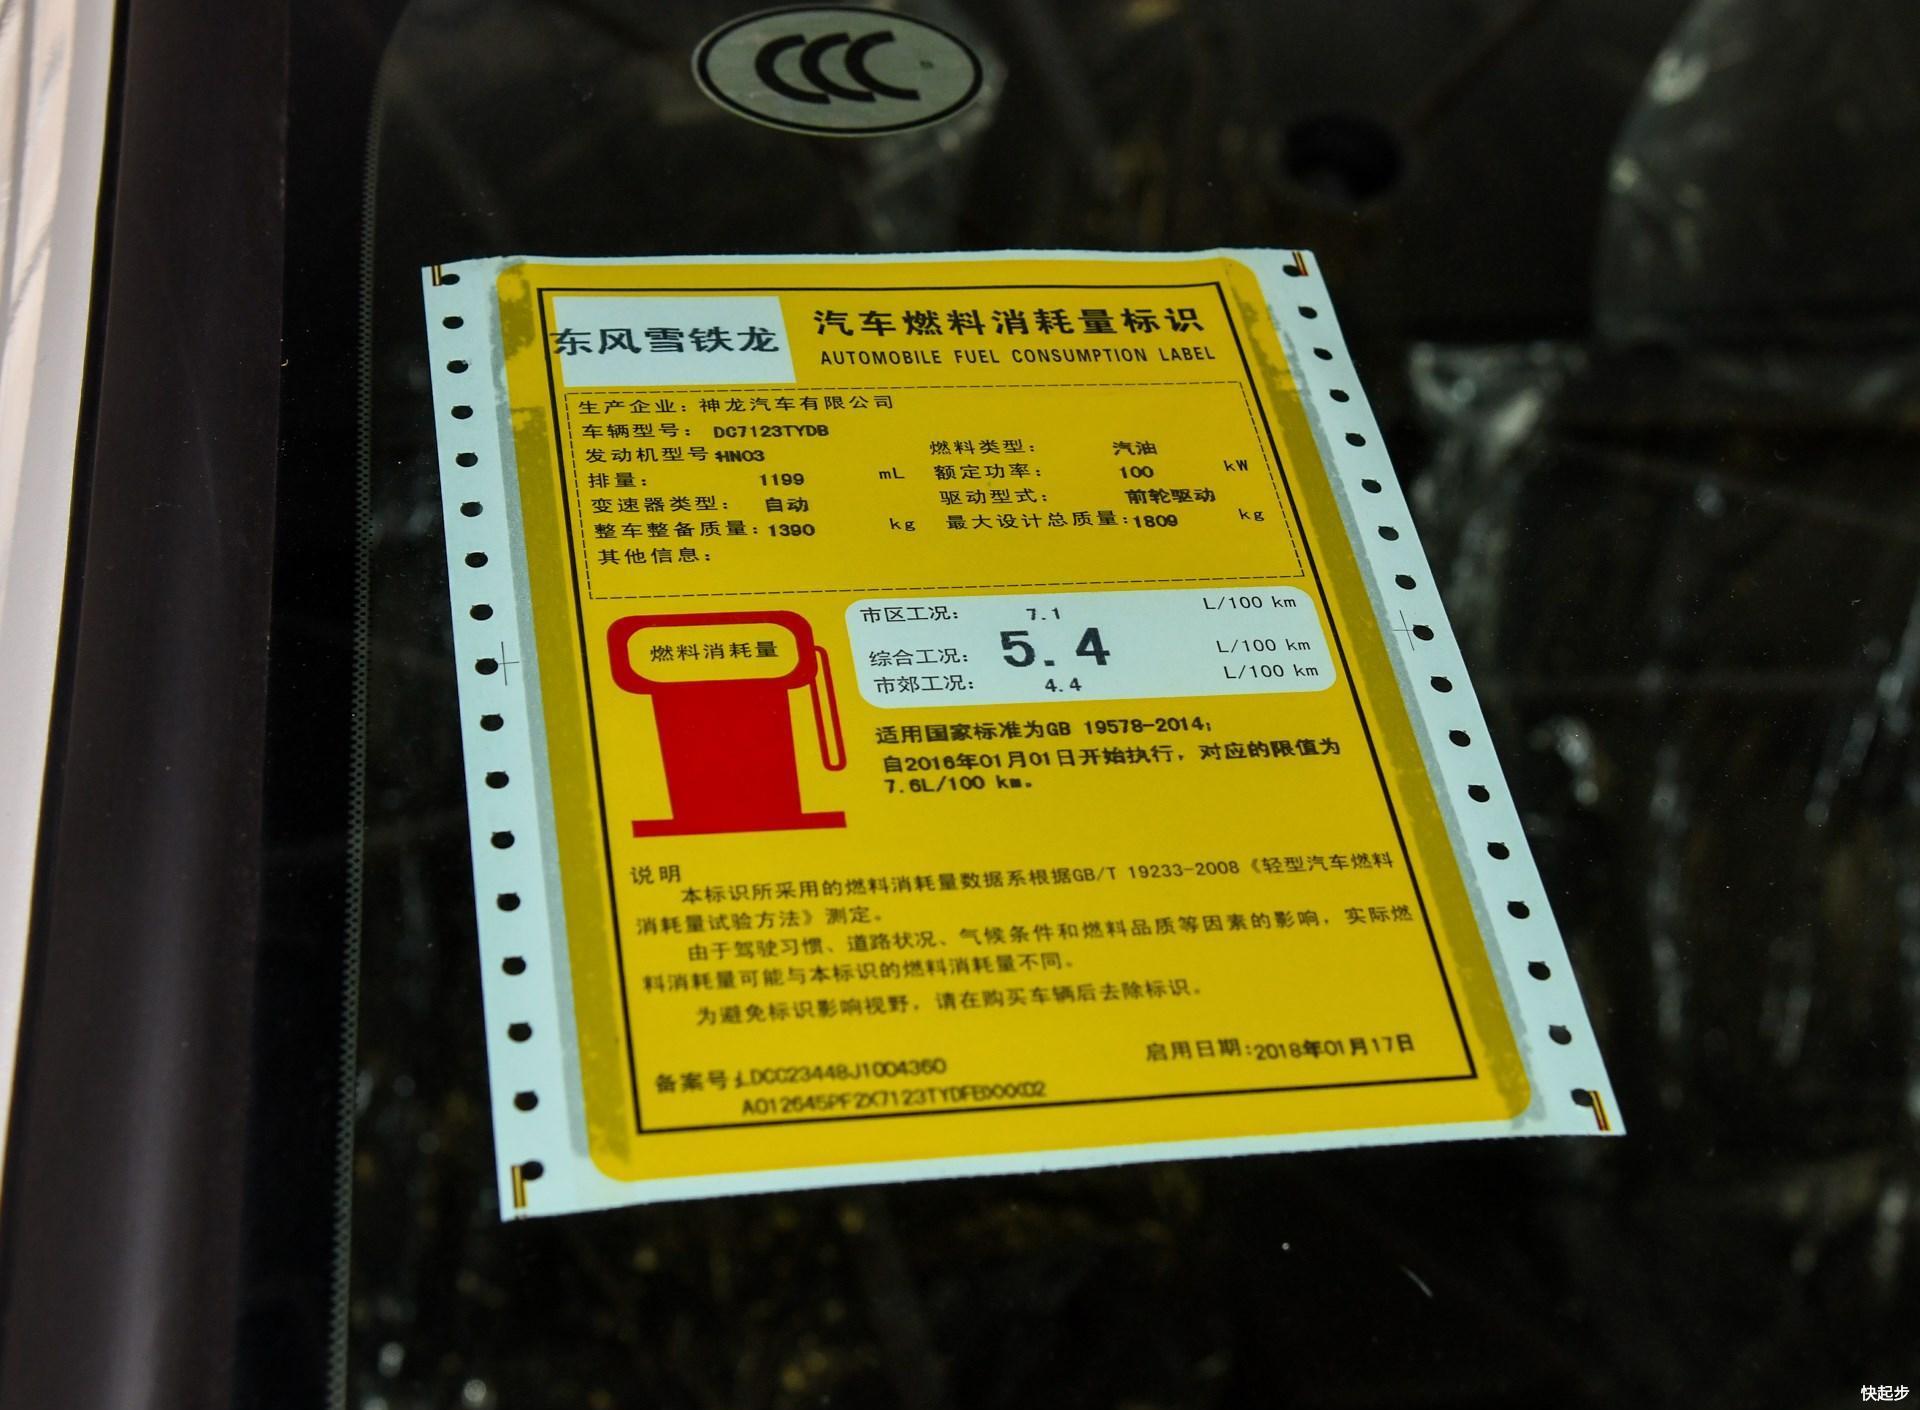 CCC
东风雪铁龙
汽车燃料消耗量标识
AUTOMOBILE FUEL CONSUMPTION LABEL
生产企业：神龙汽车有限公司
车辆型号： DC7123TYDB
发动机型号：HN03 燃料类型： 汽油
排量： 1199 mL 额定功率： 100 kW
变速器类型： 自动 驱动型式： 前轮驱动
整车整备质量：1390 kg 最大设计总质量：1809 kg
其他信息：
燃料消耗量
市区工况： 7.1 L/100 km
综合工况： 5.4 L/100 km
市郊工况： 4.4 L/100 km
适用国家标准为GB 19578-2014；
自2016年01月01日开始执行，对应的限值为
7.6L/100 km。
说明
本标识所采用的燃料消耗量数据系根据GB/T 19233-2008《轻型汽车燃料
消耗量试验方法》测定。
由于驾驶习惯、道路状况、气候条件和燃料品质等因素的影响，实际燃
料消耗量可能与本标识的燃料消耗量不同。
为避免标识影响视野，请在购买车辆后去除标识。
备案号：LDCC23448J1004360 启用日期：2018年01月17日
快起步